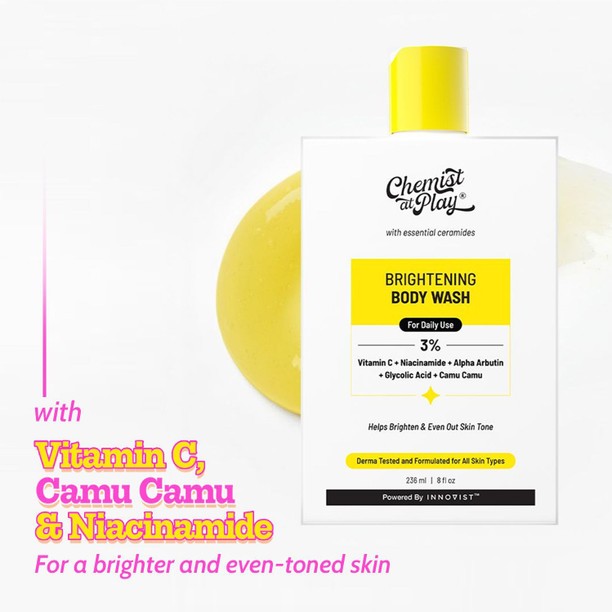 Chemist
at Play®
with essential ceramides
BRIGHTENING
BODY WASH
For Daily Use
3%
Vitamin C + Niacinamide + Alpha Arbutin
+ Glycolic Acid + Camu Camu
Helps Brighten & Even Out Skin Tone
Derma Tested and Formulated for All Skin Types
236 ml | 8 fl oz
Powered By INNOVIST™
with
Vitamin C,
Camu Camu
& Niacinamide
For a brighter and even-toned skin